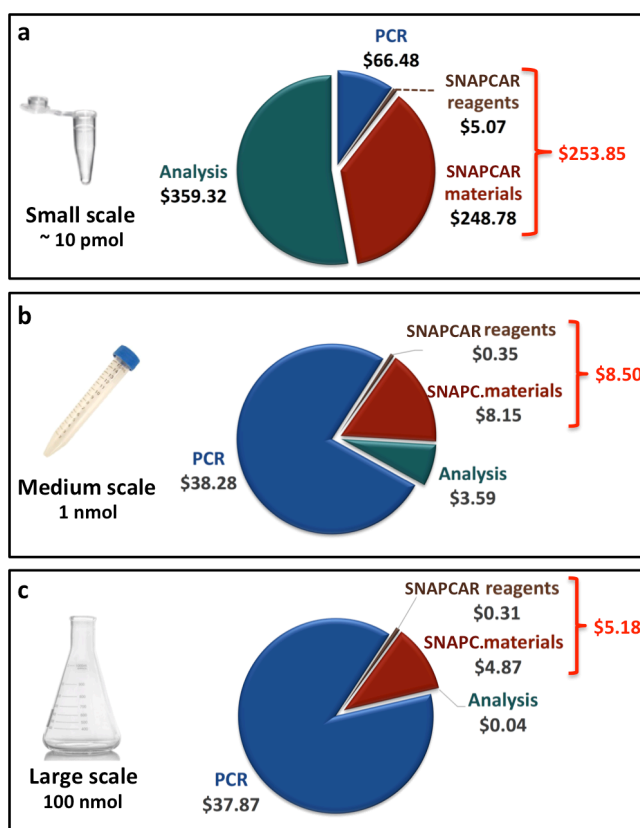 a
PCR
$66.48
SNAPCAR
reagents
$5.07
$253.85
Analysis
$359.32
SNAPCAR
materials
$248.78
Small scale
~ 10 pmol
b
SNAPCAR reagents
$0.35
$8.50
SNAPC.materials
$8.15
PCR
$38.28
Analysis
$3.59
Medium scale
1 nmol
c
SNAPCAR reagents
$0.31
$5.18
SNAPC.materials
$4.87
Analysis
$0.04
PCR
$37.87
Large scale
100 nmol